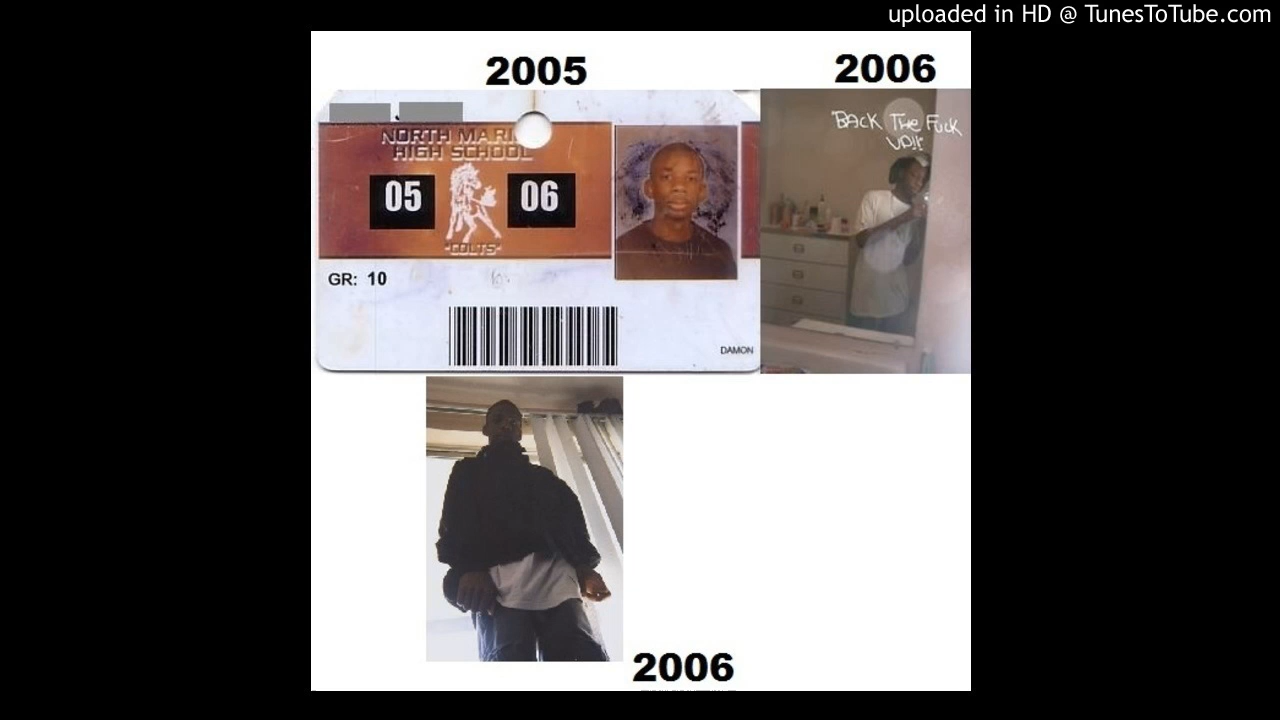 uploaded in HD @ TunesToTube.com
2005
2006
NORTH
HIGH SCHOOL
05 06
"COLTS"
GR: 10
DAMON
BACK The Fuck
UP!!
2006